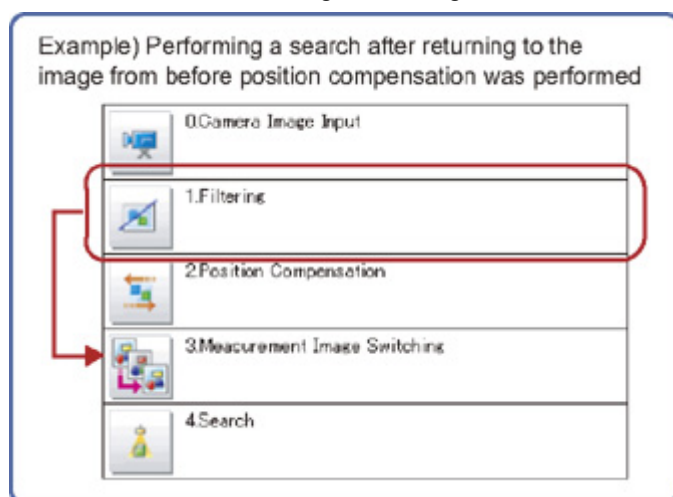 Example) Performing a search after returning to the
image from before position compensation was performed
0.Camera Image Input
1.Filtering
2.Position Compensation
3.Measurement Image Switching
4.Search